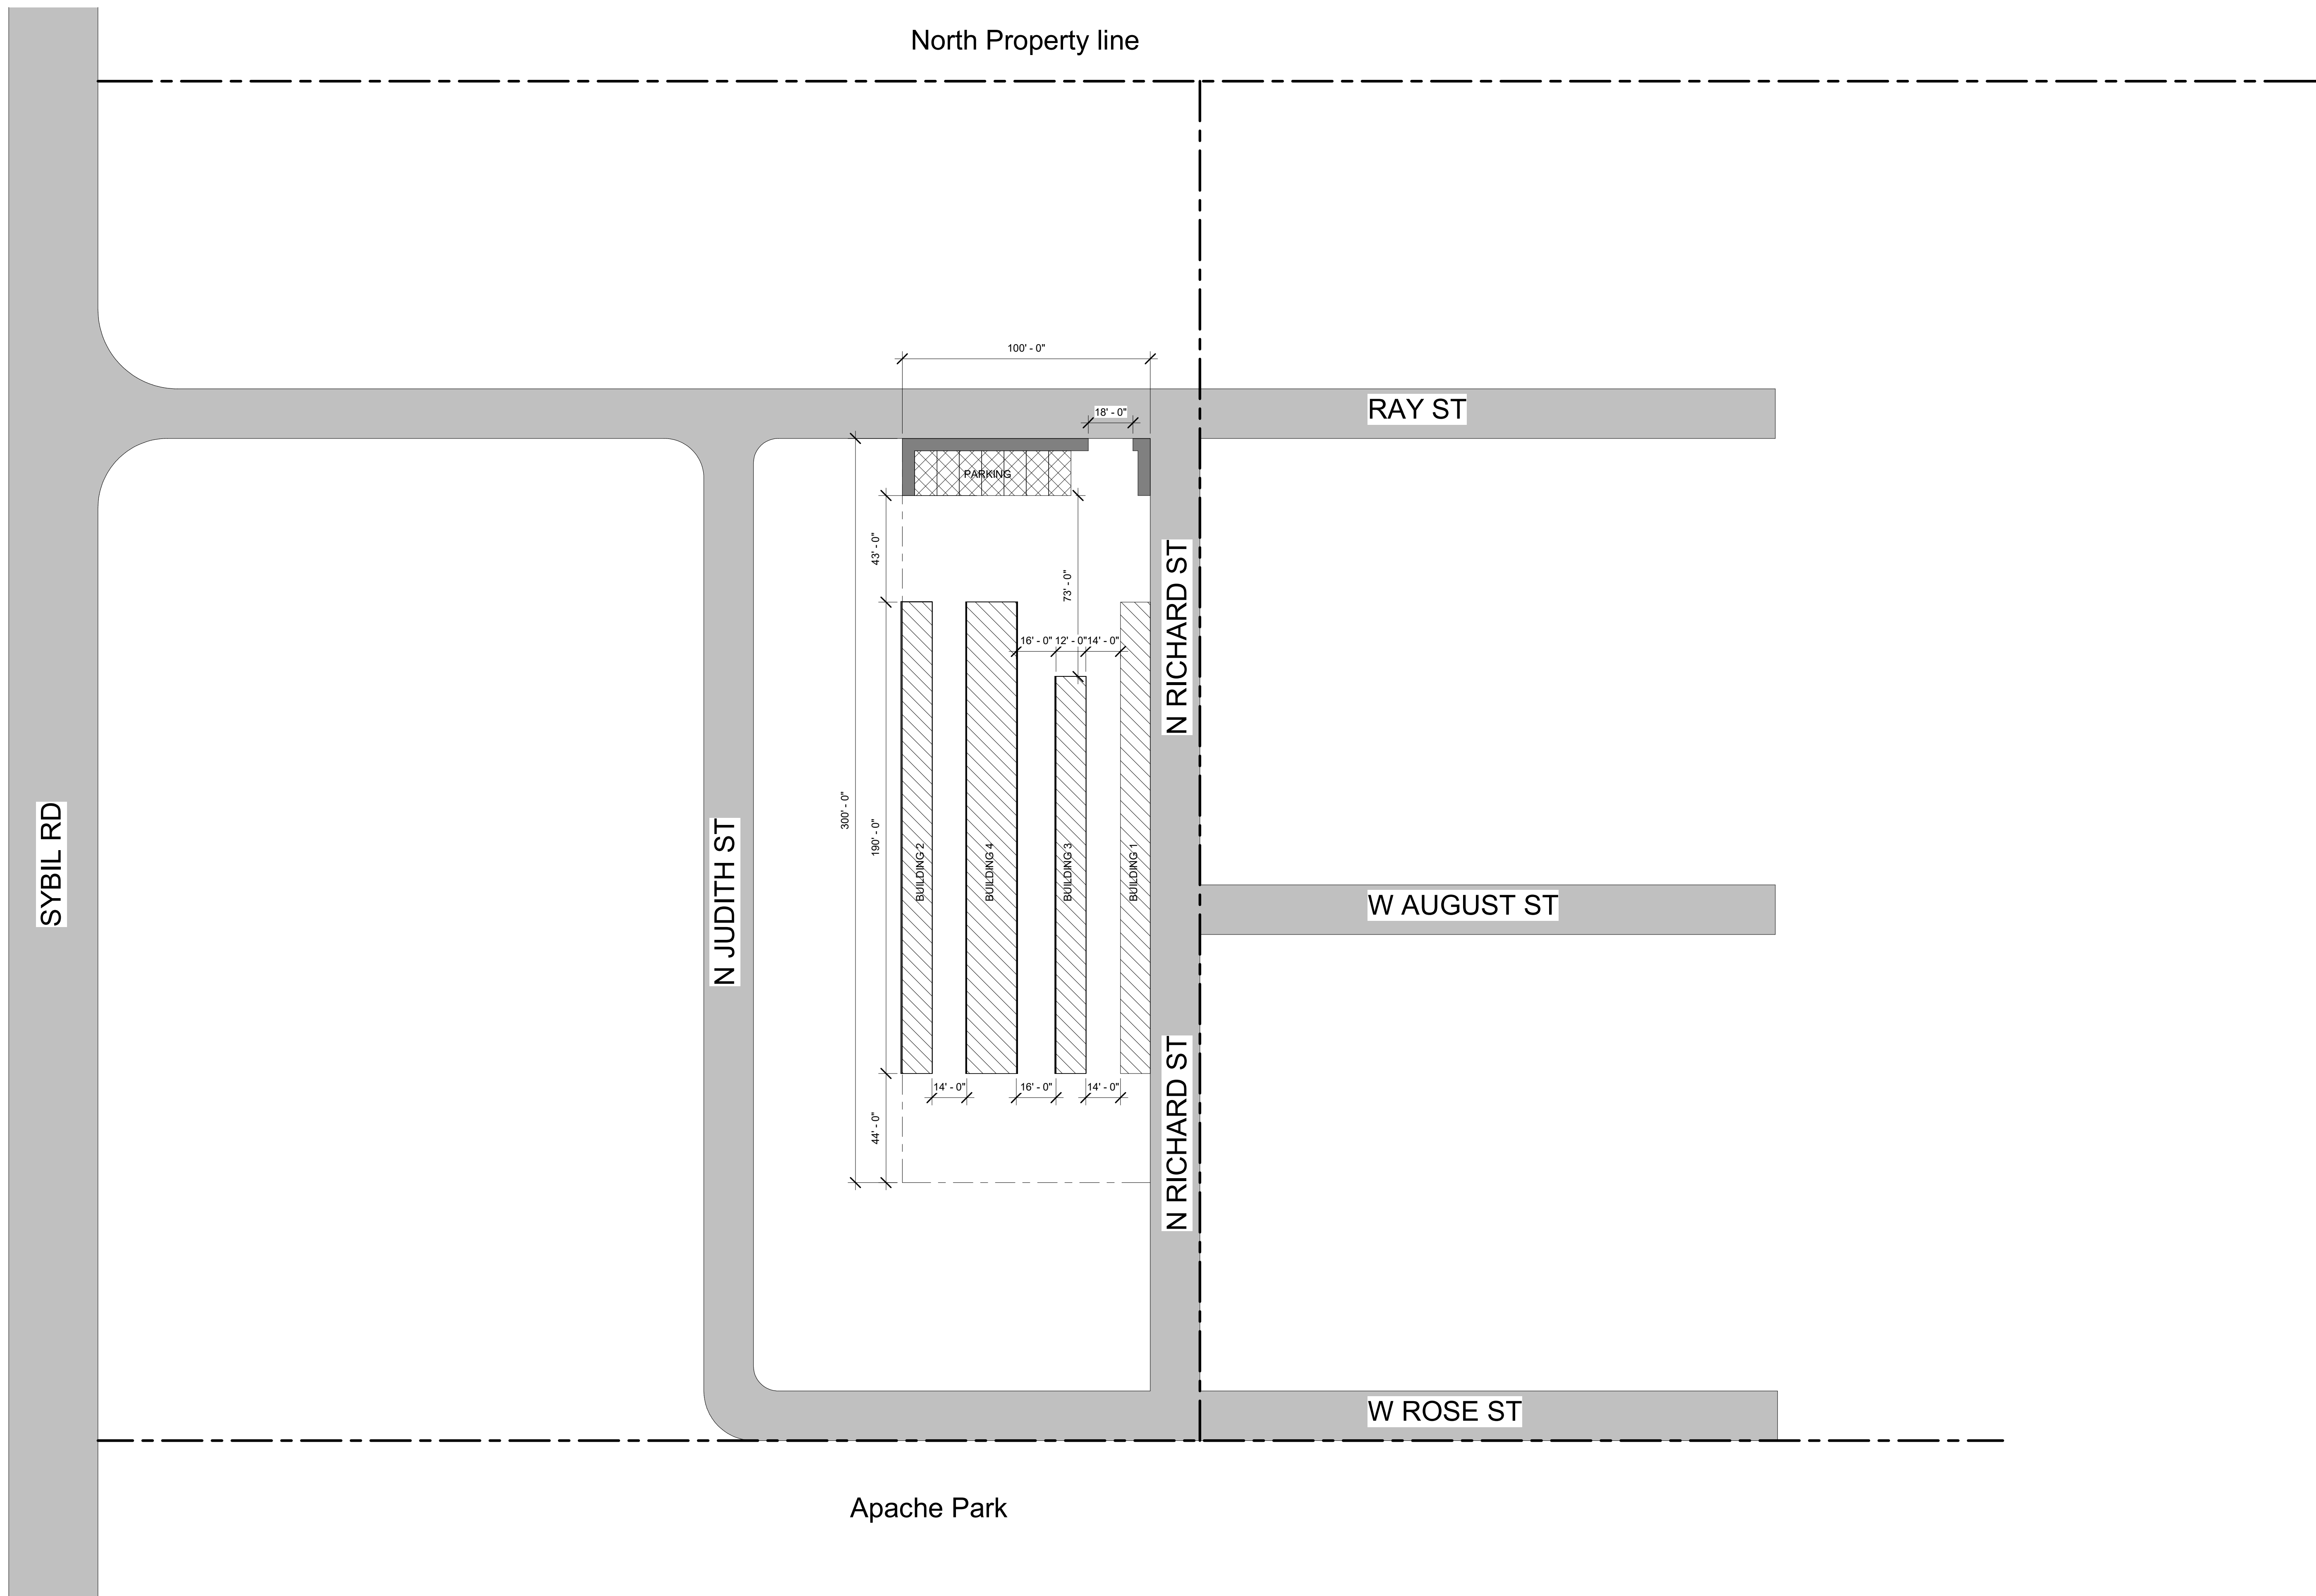 North Property line
100' - 0"
RAY ST
18' - 0"
PARKING
43' - 0"
73' - 0"
N RICHARD ST
16' - 0"
12' - 0"
14' - 0"
300' - 0"
190' - 0"
SYBIL RD
N JUDITH ST
BUILDING 2
BUILDING 4
BUILDING 3
BUILDING 1
W AUGUST ST
14' - 0"
16' - 0"
14' - 0"
44' - 0"
N RICHARD ST
W ROSE ST
Apache Park